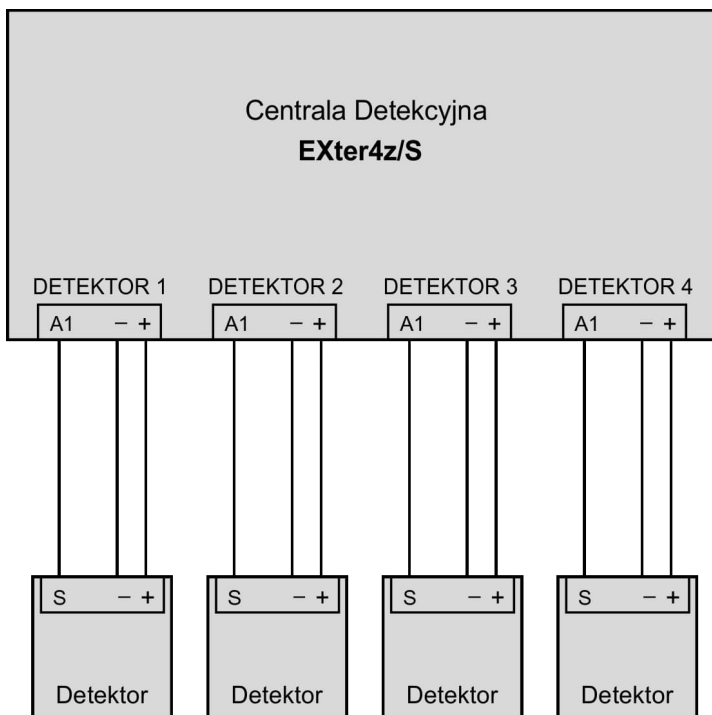 Centrala Detekcyjna
EXter4z/S
DETEKTOR 1 DETEKTOR 2 DETEKTOR 3 DETEKTOR 4
A1 − + A1 − + A1 − + A1 − +
S − + S − + S − + S − +
Detektor Detektor Detektor Detektor